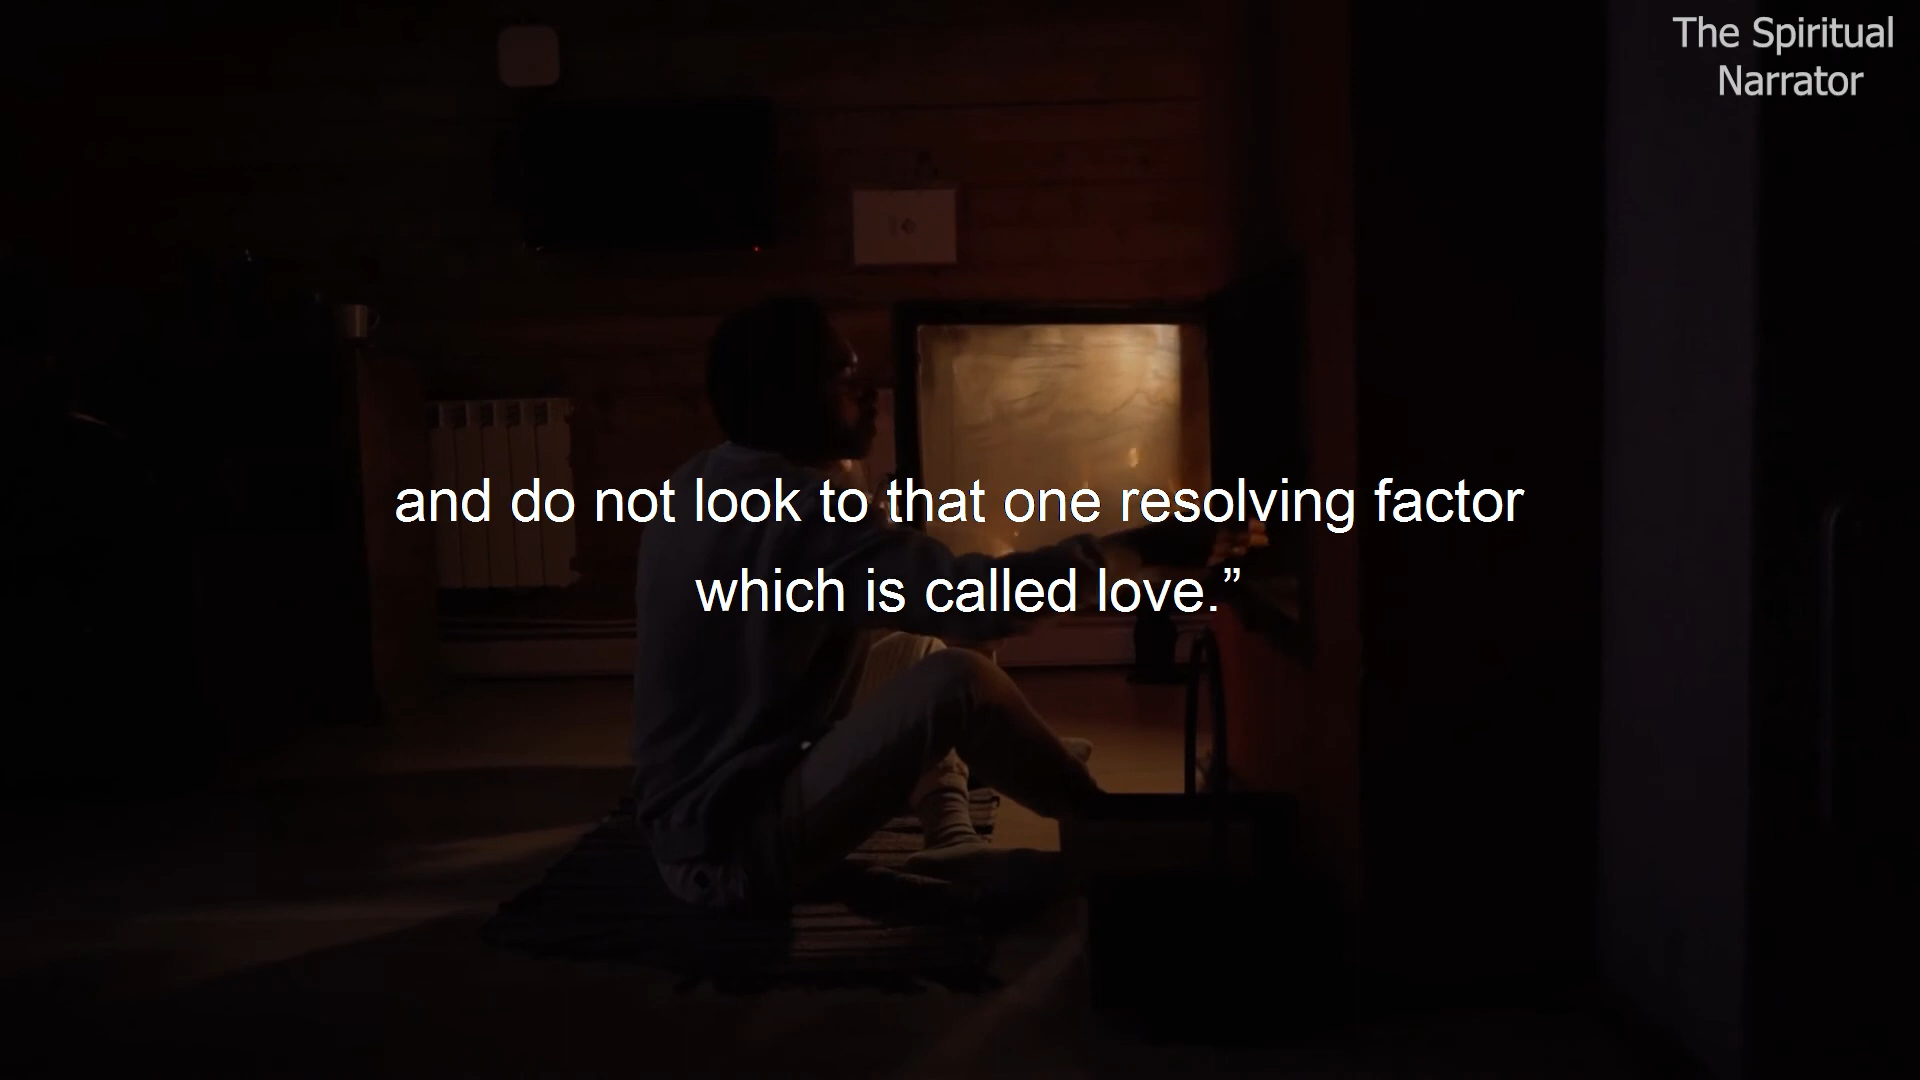 The Spiritual
Narrator
and do not look to that one resolving factor
which is called love.”